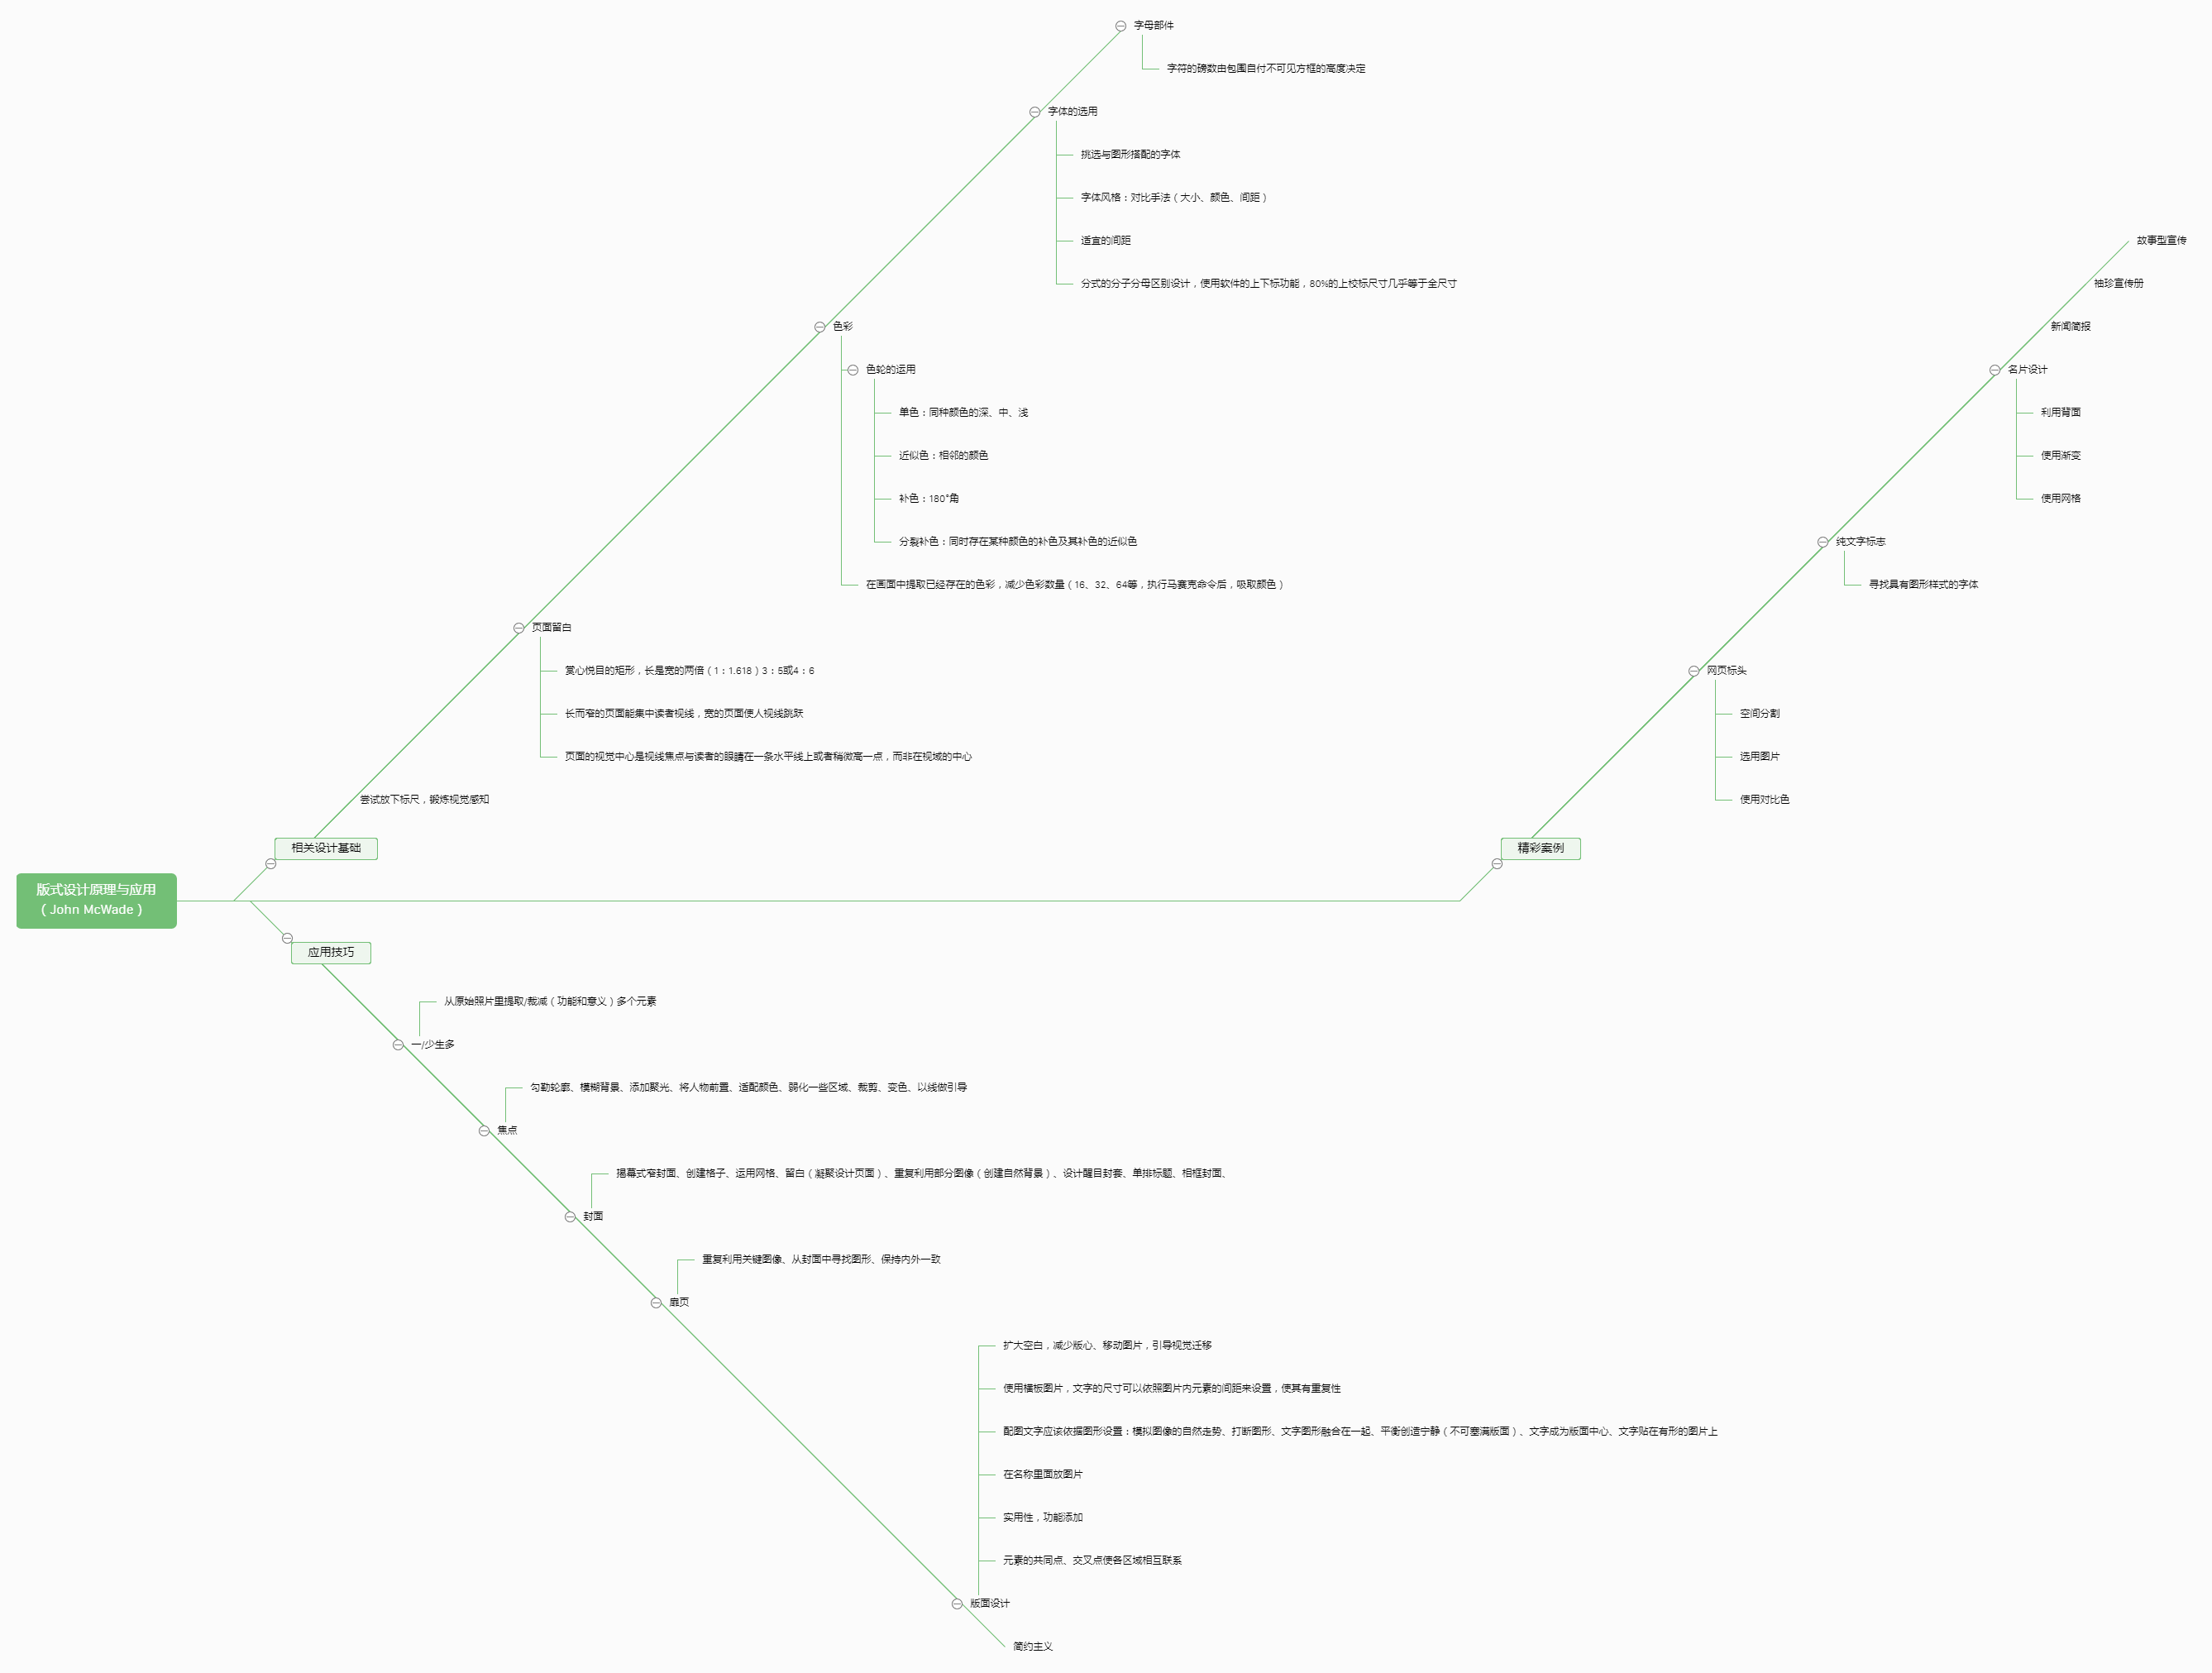 版式设计原理与应用
（John McWade）
相关设计基础
字母部件
字符的磅数由包围自付不可见方框的高度决定
字体的选用
挑选与图形搭配的字体
字体风格：对比手法（大小、颜色、间距）
适宜的间距
分式的分子分母区别设计，使用软件的上下标功能，80%的上校标尺寸几乎等于全尺寸
色彩
色轮的运用
单色：同种颜色的深、中、浅
近似色：相邻的颜色
补色：180°角
分裂补色：同时存在某种颜色的补色及其补色的近似色
在画面中提取已经存在的色彩，减少色彩数量（16、32、64等，执行马赛克命令后，吸取颜色）
页面留白
赏心悦目的矩形，长是宽的两倍（1：1.618）3：5或4：6
长而窄的页面能集中读者视线，宽的页面使人视线跳跃
页面的视觉中心是视线焦点与读者的眼睛在一条水平线上或者稍微高一点，而非在视域的中心
尝试放下标尺，锻炼视觉感知
精彩案例
故事型宣传
袖珍宣传册
新闻简报
名片设计
利用背面
使用渐变
使用网格
纯文字标志
寻找具有图形样式的字体
网页标头
空间分割
选用图片
使用对比色
应用技巧
从原始照片里提取/裁减（功能和意义）多个元素
一/少生多
勾勒轮廓、模糊背景、添加聚光、将人物前置、适配颜色、弱化一些区域、裁剪、变色、以线做引导
焦点
揭幕式窄封面、创建格子、运用网格、留白（凝聚设计页面）、重复利用部分图像（创建自然背景）、设计醒目封套、单排标题、相框封面、
封面
重复利用关键图像、从封面中寻找图形、保持内外一致
扉页
扩大空白，减少版心、移动图片，引导视觉迁移
使用横板图片，文字的尺寸可以依照图片内元素的间距来设置，使其有重复性
配图文字应该依据图形设置：模拟图像的自然走势、打断图形、文字图形融合在一起、平衡创造宁静（不可塞满版面）、文字成为版面中心、文字贴在有形的图片上
在名称里面放图片
实用性，功能添加
元素的共同点、交叉点使各区域相互联系
版面设计
简约主义